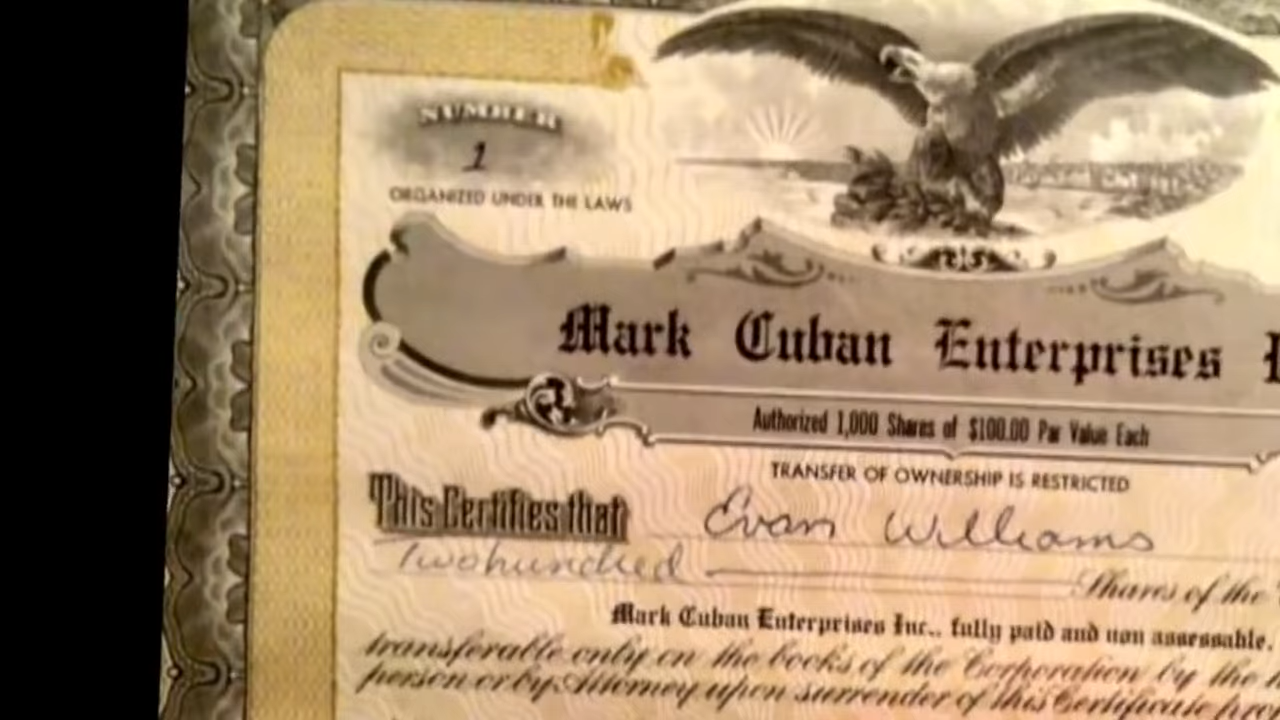 NUMBER
1
ORGANIZED UNDER THE LAWS
Mark Cuban Enterprises
Authorized 1,000 Shares of $100.00 Par Value Each
TRANSFER OF OWNERSHIP IS RESTRICTED
This Certifies that Evan Williams
Two hundred Shares of the
Mark Cuban Enterprises Inc., fully paid and non assessable.
transferable only on the books of the Corporation by the
person or by Attorney upon surrender of this Certificate